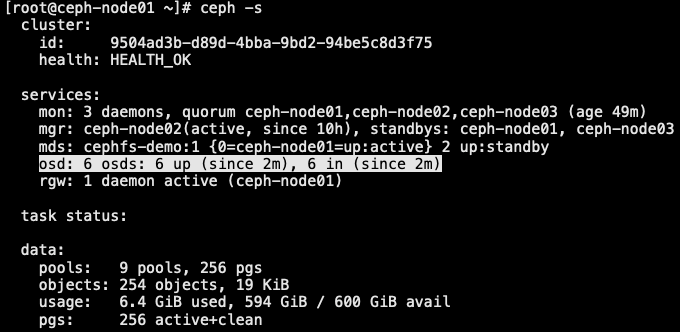 [root@ceph-node01 ~]# ceph -s
  cluster:
    id:     9504ad3b-d89d-4bba-9bd2-94be5c8d3f75
    health: HEALTH_OK

  services:
    mon: 3 daemons, quorum ceph-node01,ceph-node02,ceph-node03 (age 49m)
    mgr: ceph-node02(active, since 10h), standbys: ceph-node01, ceph-node03
    mds: cephfs-demo:1 {0=ceph-node01=up:active} 2 up:standby
    osd: 6 osds: 6 up (since 2m), 6 in (since 2m)
    rgw: 1 daemon active (ceph-node01)

  task status:

  data:
    pools:   9 pools, 256 pgs
    objects: 254 objects, 19 KiB
    usage:   6.4 GiB used, 594 GiB / 600 GiB avail
    pgs:     256 active+clean